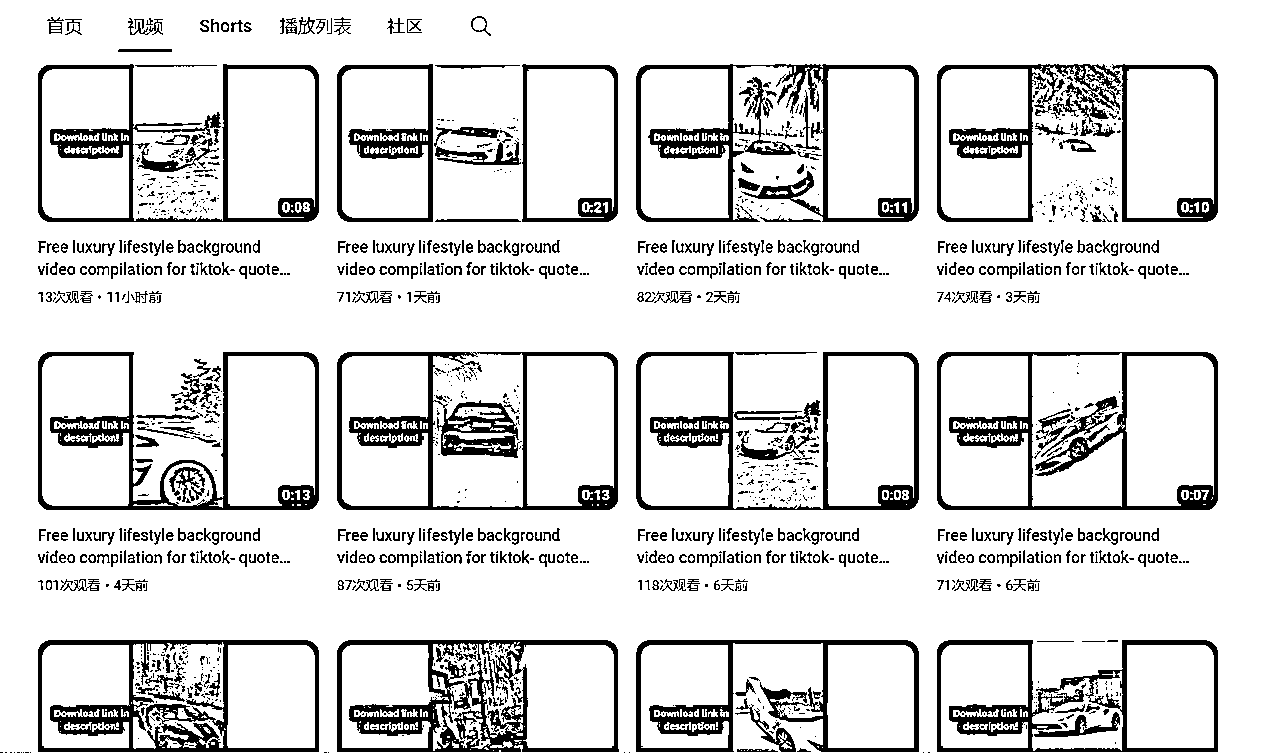 首页 视频 Shorts 播放列表 社区
Download link in
description!
0:08
Download link in
description!
0:21
Download link in
description!
0:11
Download link in
description!
0:10
Free luxury lifestyle background
video compilation for tiktok- quote...
13次观看 • 11小时前
Free luxury lifestyle background
video compilation for tiktok- quote...
71次观看 • 1天前
Free luxury lifestyle background
video compilation for tiktok- quote...
82次观看 • 2天前
Free luxury lifestyle background
video compilation for tiktok- quote...
74次观看 • 3天前
Download link in
description!
0:13
Download link in
description!
0:13
Download link in
description!
0:08
Download link in
description!
0:07
Free luxury lifestyle background
video compilation for tiktok- quote...
101次观看 • 4天前
Free luxury lifestyle background
video compilation for tiktok- quote...
87次观看 • 5天前
Free luxury lifestyle background
video compilation for tiktok- quote...
118次观看 • 6天前
Free luxury lifestyle background
video compilation for tiktok- quote...
71次观看 • 6天前
Download link in
description!
Download link in
description!
Download link in
description!
Download link in
description!